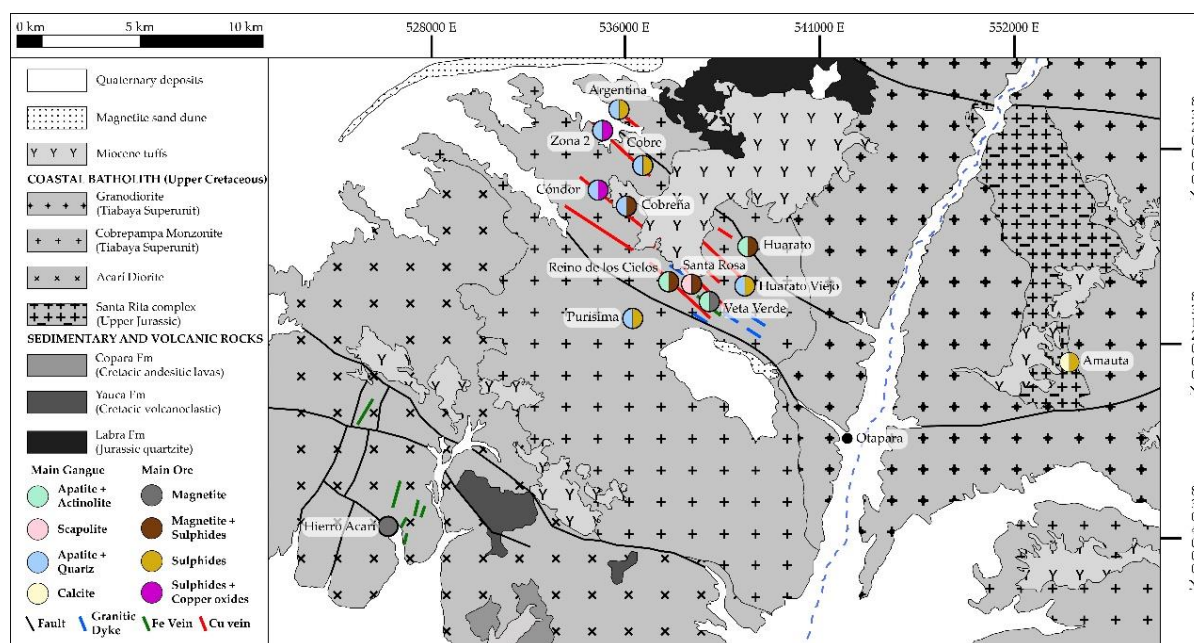 0 km 5 km 10 km
528000 E 536000 E 544000 E 552000 E
Quaternary deposits
Magnetite sand dune
Miocene tuffs
COASTAL BATHOLITH (Upper Cretaceous)
Granodiorite
(Tiabaya Superunit)
Cobrepampa Monzonite
(Tiabaya Superunit)
Acarí Diorite
Santa Rita complex
(Upper Jurassic)
SEDIMENTARY AND VOLCANIC ROCKS
Copara Fm
(Cretacic andesitic lavas)
Yauca Fm
(Cretacic volcanoclastic)
Labra Fm
(Jurassic quartzite)
Main Gangue Main Ore
Apatite +
Actinolite
Magnetite
Scapolite
Magnetite +
Sulphides
Apatite +
Quartz
Sulphides
Calcite
Sulphides +
Copper oxides
Fault
Granitic
Dyke
Fe Vein
Cu vein
Argentina
Zona 2
Cobre
Cóndor
Cobreña
Huarato
Reino de los Cielos
Santa Rosa
Huarato Viejo
Veta Verde
Purísima
Amauta
Otapara
Hierro Acarí